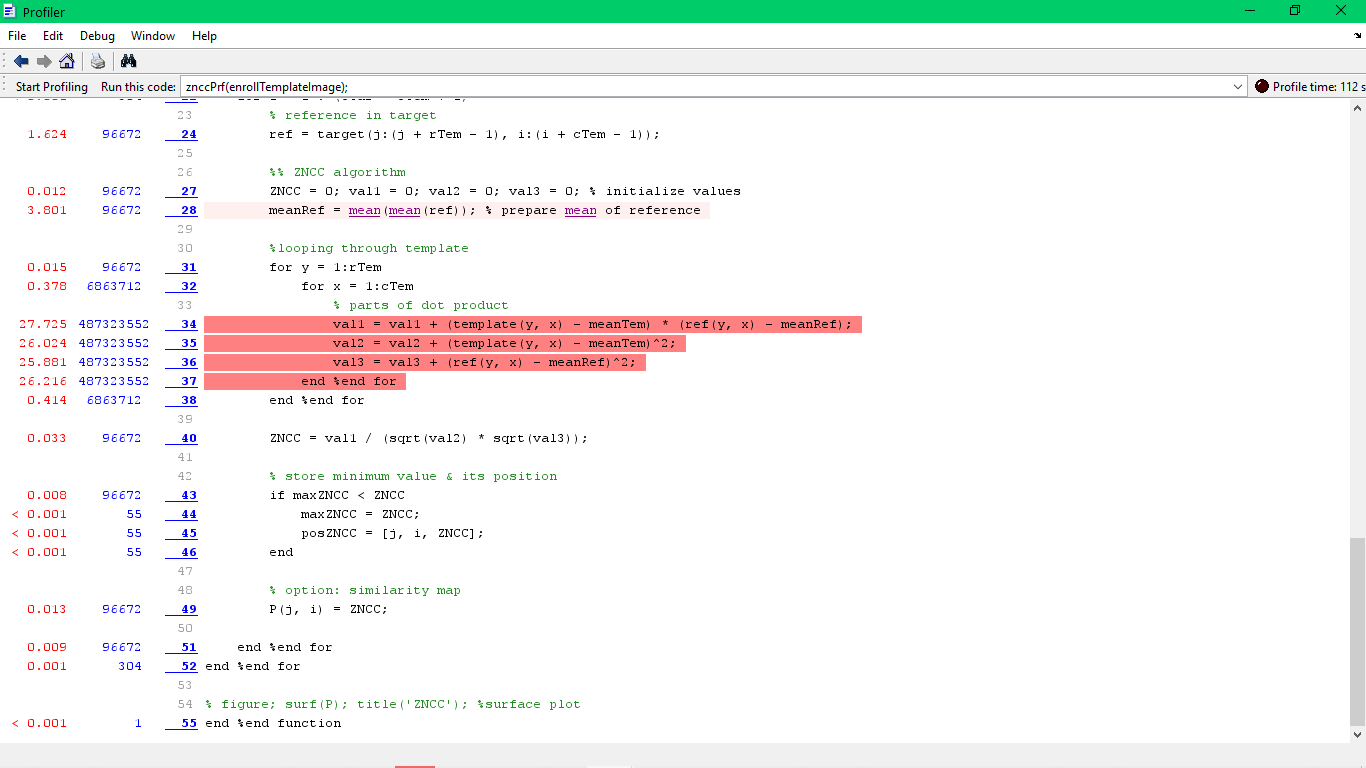 Profiler
File Edit Debug Window Help
Start Profiling Run this code: znccPrf(enrollTemplateImage); Profile time: 112 s
23 % reference in target
1.624 96672 24 ref = target(j:(j + rTem - 1), i:(i + cTem - 1));
25
26 %% ZNCC algorithm
0.012 96672 27 ZNCC = 0; val1 = 0; val2 = 0; val3 = 0; % initialize values
3.801 96672 28 meanRef = mean(mean(ref)); % prepare mean of reference
29
30 %looping through template
0.015 96672 31 for y = 1:rTem
0.378 6863712 32 for x = 1:cTem
33 % parts of dot product
27.725 487323552 34 val1 = val1 + (template(y, x) - meanTem) * (ref(y, x) - meanRef);
26.024 487323552 35 val2 = val2 + (template(y, x) - meanTem)^2;
25.881 487323552 36 val3 = val3 + (ref(y, x) - meanRef)^2;
26.216 487323552 37 end %end for
0.414 6863712 38 end %end for
39
0.033 96672 40 ZNCC = val1 / (sqrt(val2) * sqrt(val3));
41
42 % store minimum value & its position
0.008 96672 43 if maxZNCC < ZNCC
< 0.001 55 44 maxZNCC = ZNCC;
< 0.001 55 45 posZNCC = [j, i, ZNCC];
< 0.001 55 46 end
47
48 % option: similarity map
0.013 96672 49 P(j, i) = ZNCC;
50
0.009 96672 51 end %end for
0.001 304 52 end %end for
53
54 % figure; surf(P); title('ZNCC'); %surface plot
< 0.001 1 55 end %end function